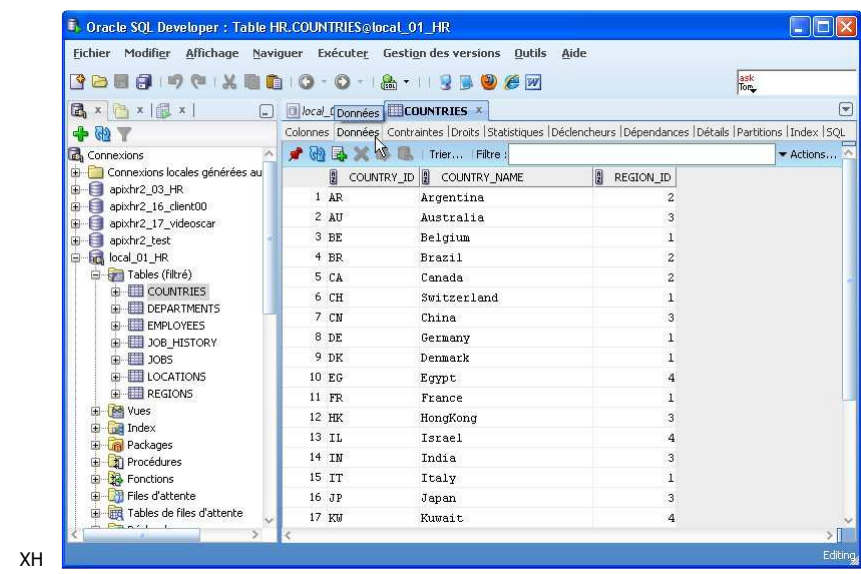 Oracle SQL Developer : Table HR.COUNTRIES@local_01_HR
Fichier Modifier Affichage Naviguer Exécuter Gestion des versions Outils Aide
ask Tom
local_ Données COUNTRIES
Colonnes Données Contraintes Droits Statistiques Déclencheurs Dépendances Détails Partitions Index SQL
Trier... Filtre : Actions...
Connexions
Connexions locales générées au
apixhr2_03_HR
apixhr2_16_client00
apixhr2_17_videoscar
apixhr2_test
local_01_HR
Tables (filtré)
COUNTRIES
DEPARTMENTS
EMPLOYEES
JOB_HISTORY
JOBS
LOCATIONS
REGIONS
Vues
Index
Packages
Procédures
Fonctions
Files d'attente
Tables de files d'attente
COUNTRY_ID COUNTRY_NAME REGION_ID
1 AR Argentina 2
2 AU Australia 3
3 BE Belgium 1
4 BR Brazil 2
5 CA Canada 2
6 CH Switzerland 1
7 CN China 3
8 DE Germany 1
9 DK Denmark 1
10 EG Egypt 4
11 FR France 1
12 HK HongKong 3
13 IL Israel 4
14 IN India 3
15 IT Italy 1
16 JP Japan 3
17 KW Kuwait 4
Editing
XH